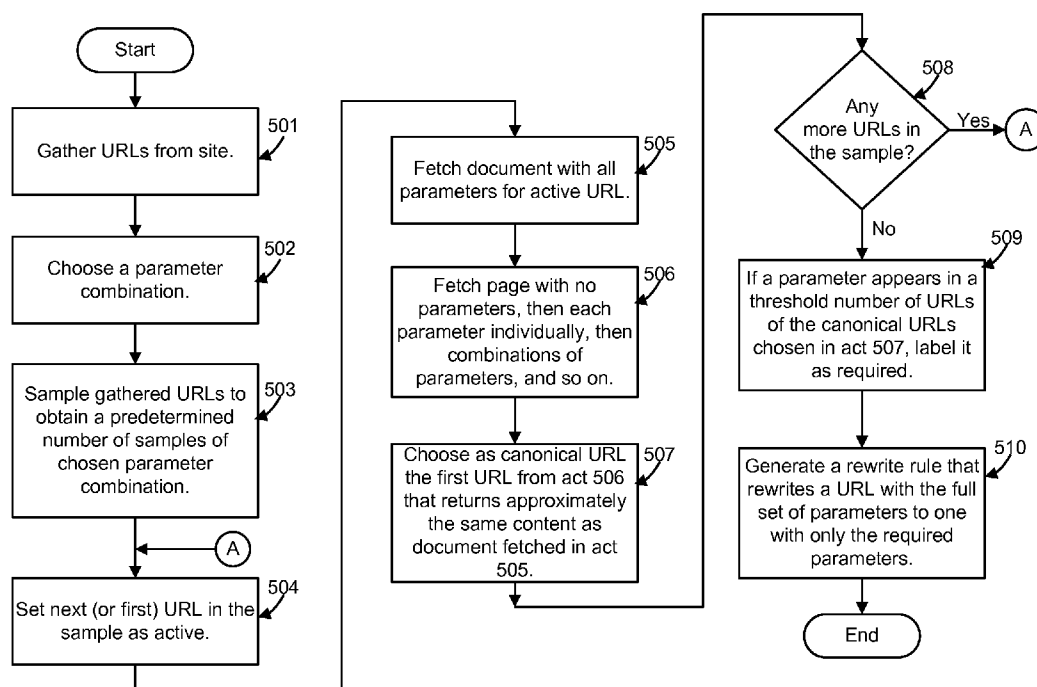 Start
501
Gather URLs from site.
502
Choose a parameter
combination.
503
Sample gathered URLs to
obtain a predetermined
number of samples of
chosen parameter
combination.
A
504
Set next (or first) URL in the
sample as active.
505
Fetch document with all
parameters for active URL.
506
Fetch page with no
parameters, then each
parameter individually, then
combinations of
parameters, and so on.
507
Choose as canonical URL
the first URL from act 506
that returns approximately
the same content as
document fetched in act
505.
508
Any
more URLs in
the sample?
Yes
A
No
509
If a parameter appears in a
threshold number of URLs
of the canonical URLs
chosen in act 507, label it
as required.
510
Generate a rewrite rule that
rewrites a URL with the full
set of parameters to one
with only the required
parameters.
End